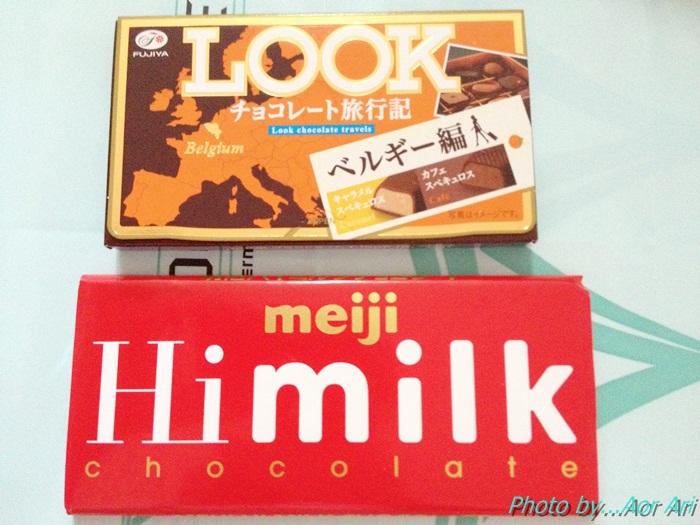 FUJIYA
LOOK
チョコレート旅行記
Look chocolate travels
Belgium
ベルギー編
キャラメル
スペキュロス
Caramel
カフェ
スペキュロス
Cafe
写真はイメージです。
meiji
Hi milk
chocolate
Photo by...Aor Ari